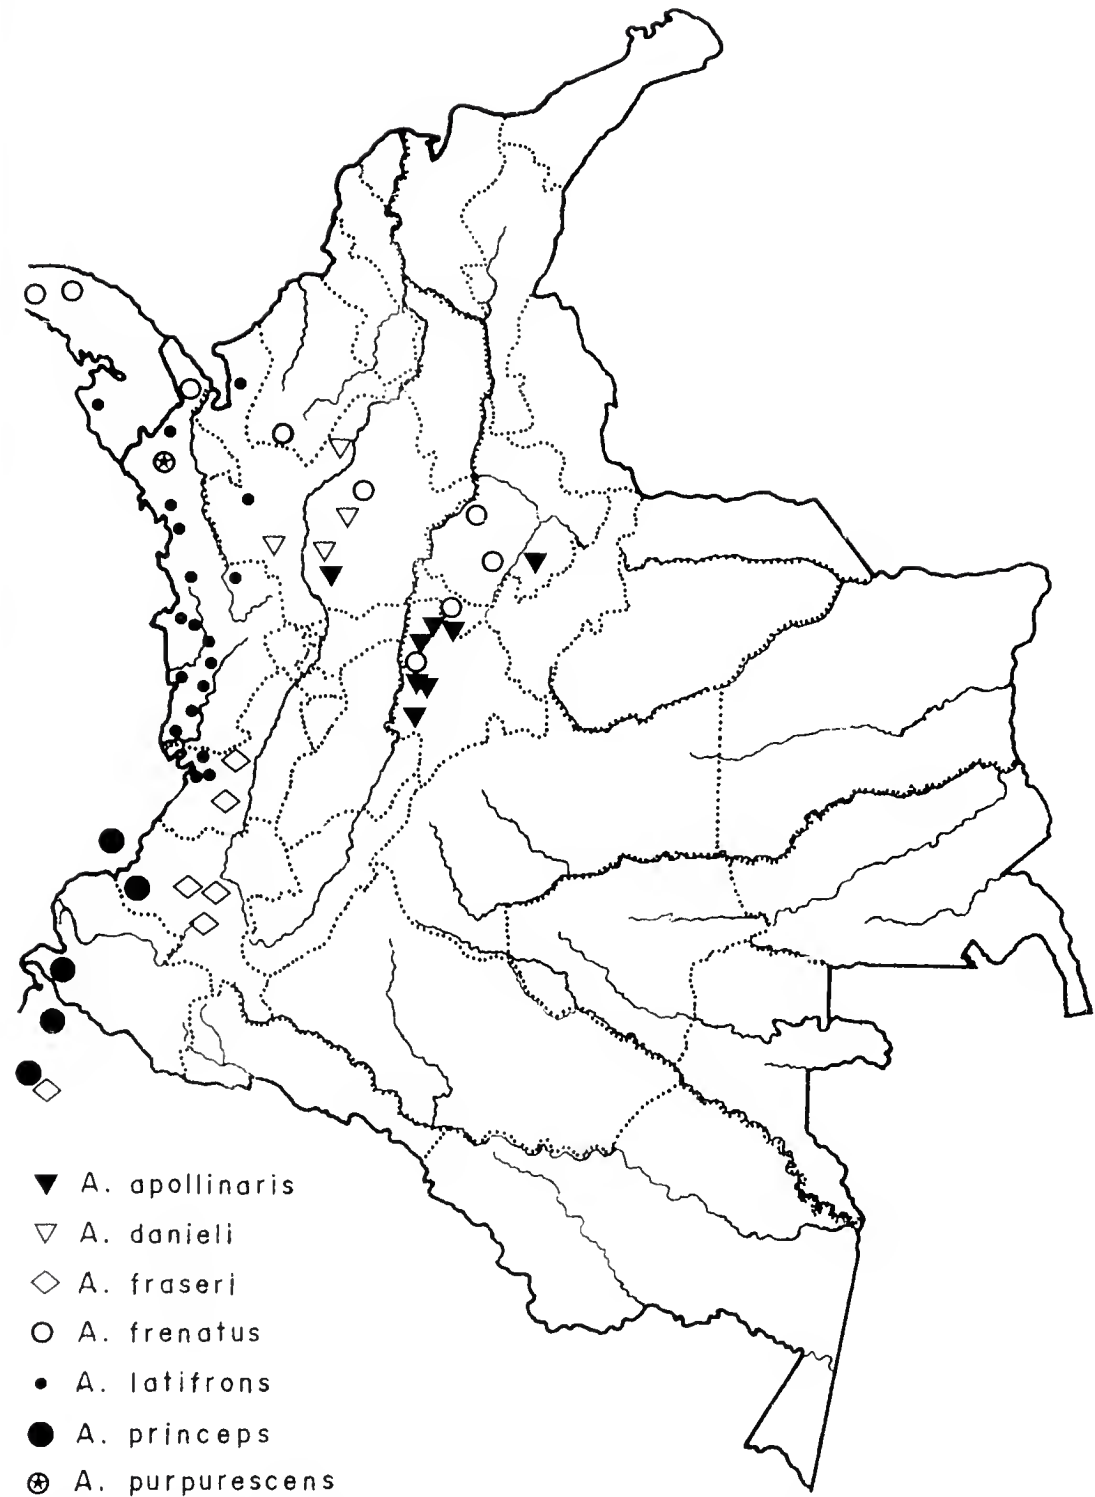 A. apollinaris
A. danieli
A. fraseri
A. frenatus
A. latifrons
A. princeps
A. purpurescens